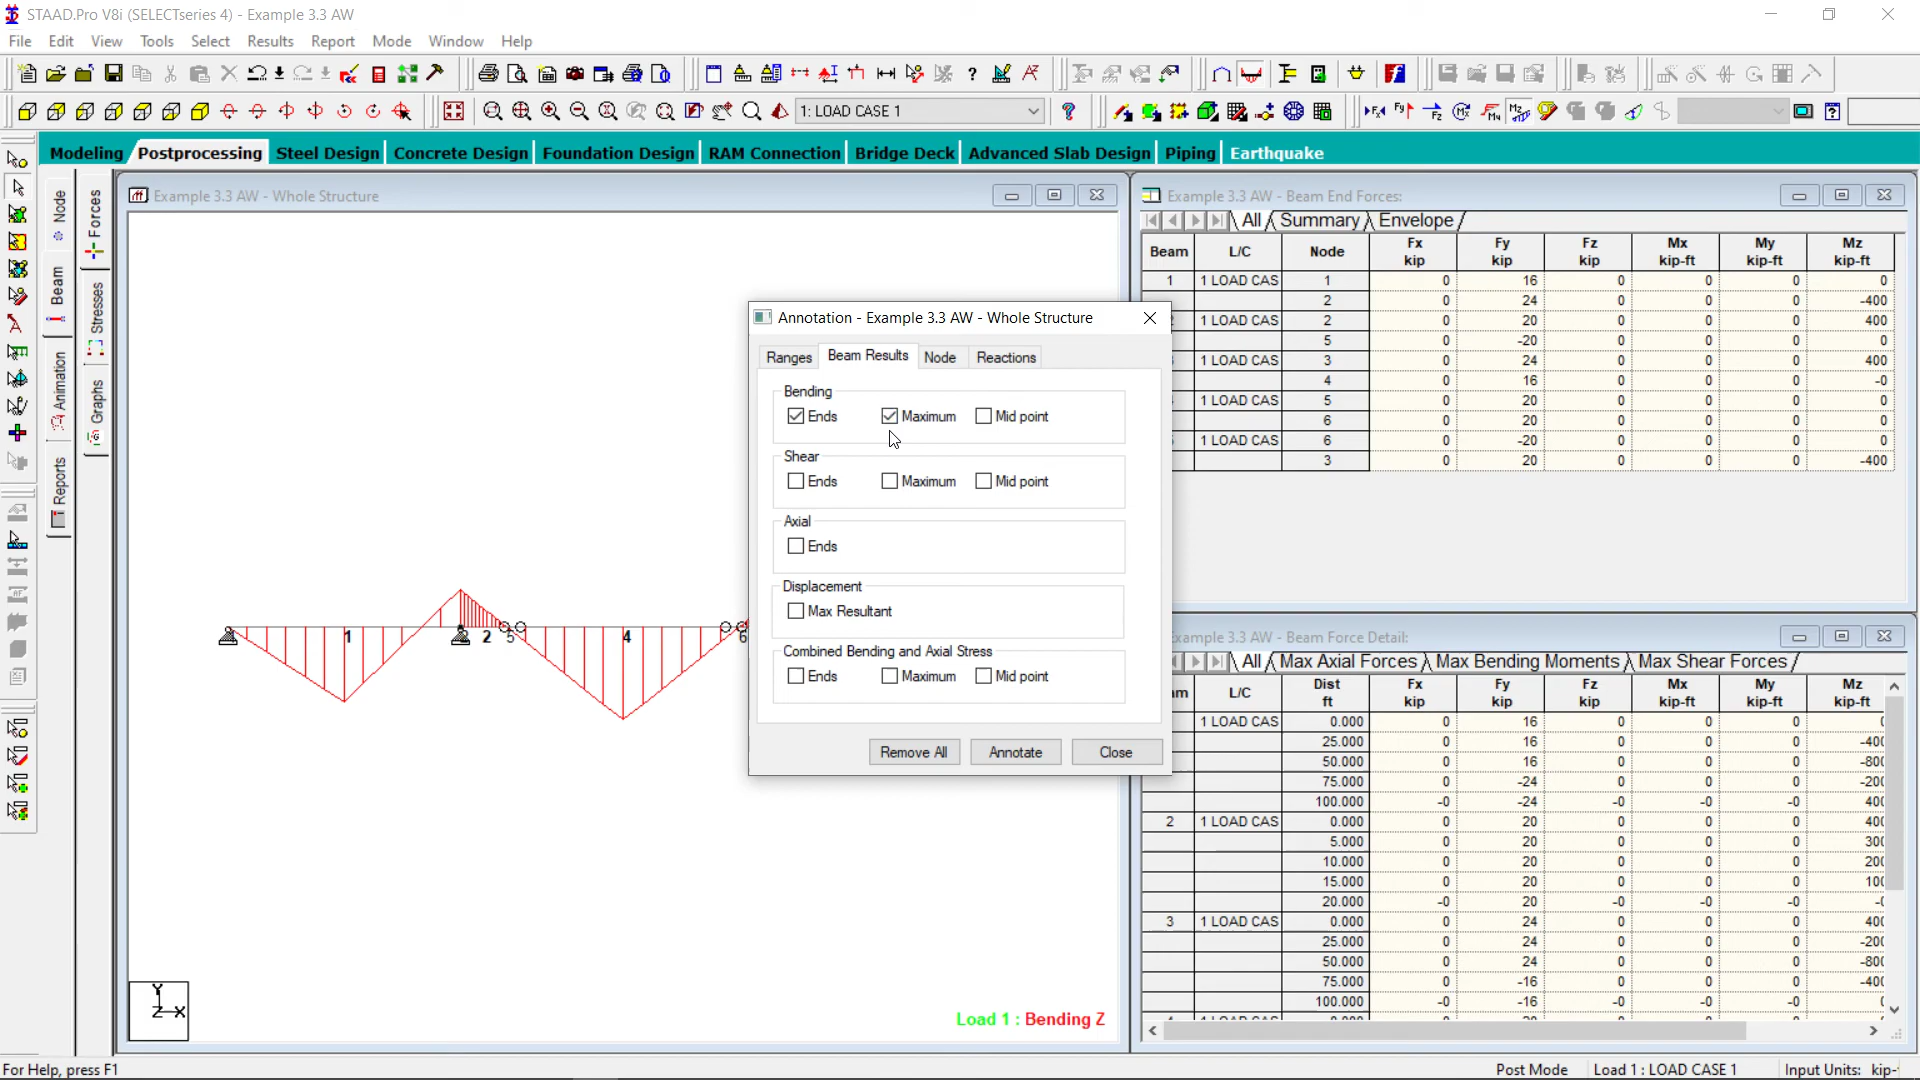 STAAD.Pro V8i (SELECTseries 4) - Example 3.3 AW
File Edit View Tools Select Results Report Mode Window Help
1: LOAD CASE 1
Modeling Postprocessing Steel Design Concrete Design Foundation Design RAM Connection Bridge Deck Advanced Slab Design Piping Earthquake
Node
Beam
Animation
Reports
Forces
Stresses
Graphs
Example 3.3 AW - Whole Structure
1 2 5 4 6
Y
Z X
Load 1 : Bending Z
Annotation - Example 3.3 AW - Whole Structure
Ranges Beam Results Node Reactions
Bending
Ends Maximum Mid point
Shear
Ends Maximum Mid point
Axial
Ends
Displacement
Max Resultant
Combined Bending and Axial Stress
Ends Maximum Mid point
Remove All Annotate Close
Example 3.3 AW - Beam End Forces:
All Summary Envelope
Beam L/C Node Fx kip Fy kip Fz kip Mx kip-ft My kip-ft Mz kip-ft
1 1 LOAD CAS 1 0 16 0 0 0 0
2 0 24 0 0 0 -400
2 1 LOAD CAS 2 0 20 0 0 0 400
5 0 -20 0 0 0 0
1 LOAD CAS 3 0 24 0 0 0 400
4 0 16 0 0 0 -0
1 LOAD CAS 5 0 20 0 0 0 0
6 0 20 0 0 0 0
1 LOAD CAS 6 0 -20 0 0 0 0
3 0 20 0 0 0 -400
xample 3.3 AW - Beam Force Detail:
All Max Axial Forces Max Bending Moments Max Shear Forces
am L/C Dist ft Fx kip Fy kip Fz kip Mx kip-ft My kip-ft Mz kip-ft
1 LOAD CAS 0.000 0 16 0 0 0
25.000 0 16 0 0 0 -40
50.000 0 16 0 0 0 -80
75.000 0 -24 0 0 0 -20
100.000 -0 -24 -0 -0 -0 40
2 1 LOAD CAS 0.000 0 20 0 0 0 40
5.000 0 20 0 0 0 30
10.000 0 20 0 0 0 20
15.000 0 20 0 0 0 10
20.000 -0 20 -0 -0 -0 -
3 1 LOAD CAS 0.000 0 24 0 0 0 40
25.000 0 24 0 0 0 -20
50.000 0 24 0 0 0 -80
75.000 0 -16 0 0 0 -40
100.000 -0 -16 -0 -0 -0
For Help, press F1
Post Mode Load 1 : LOAD CASE 1 Input Units: kip-